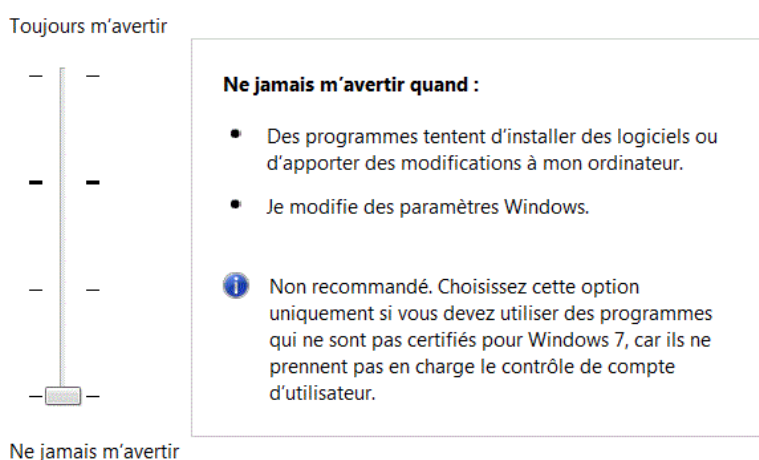 Toujours m’avertir
Ne jamais m’avertir quand :
• Des programmes tentent d’installer des logiciels ou
d’apporter des modifications à mon ordinateur.
• Je modifie des paramètres Windows.
Non recommandé. Choisissez cette option
uniquement si vous devez utiliser des programmes
qui ne sont pas certifiés pour Windows 7, car ils ne
prennent pas en charge le contrôle de compte
d’utilisateur.
Ne jamais m’avertir